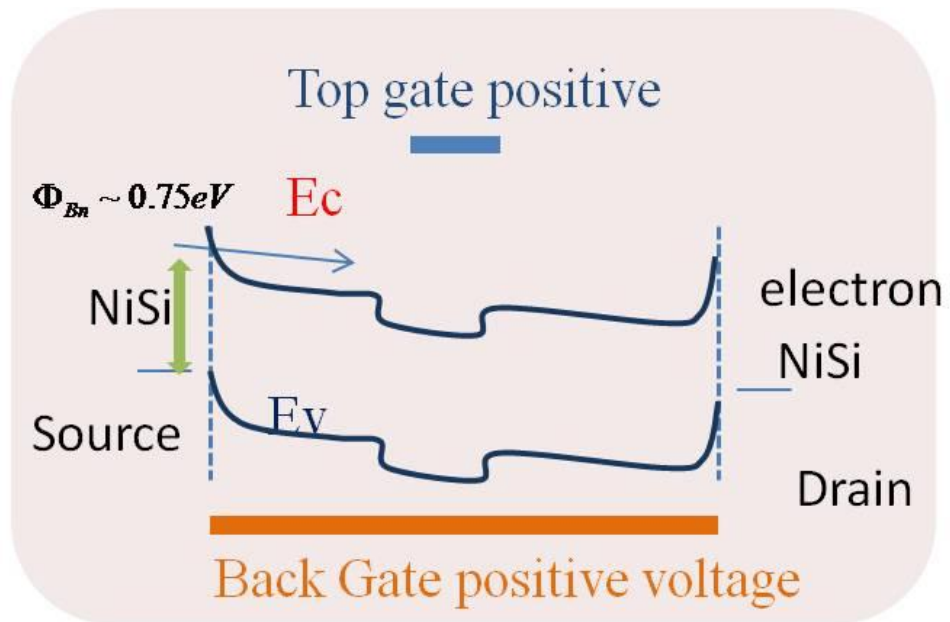 Top gate positive
Φ_Bn ~ 0.75eV
Ec
NiSi
electron
NiSi
Source
Ev
Drain
Back Gate positive voltage